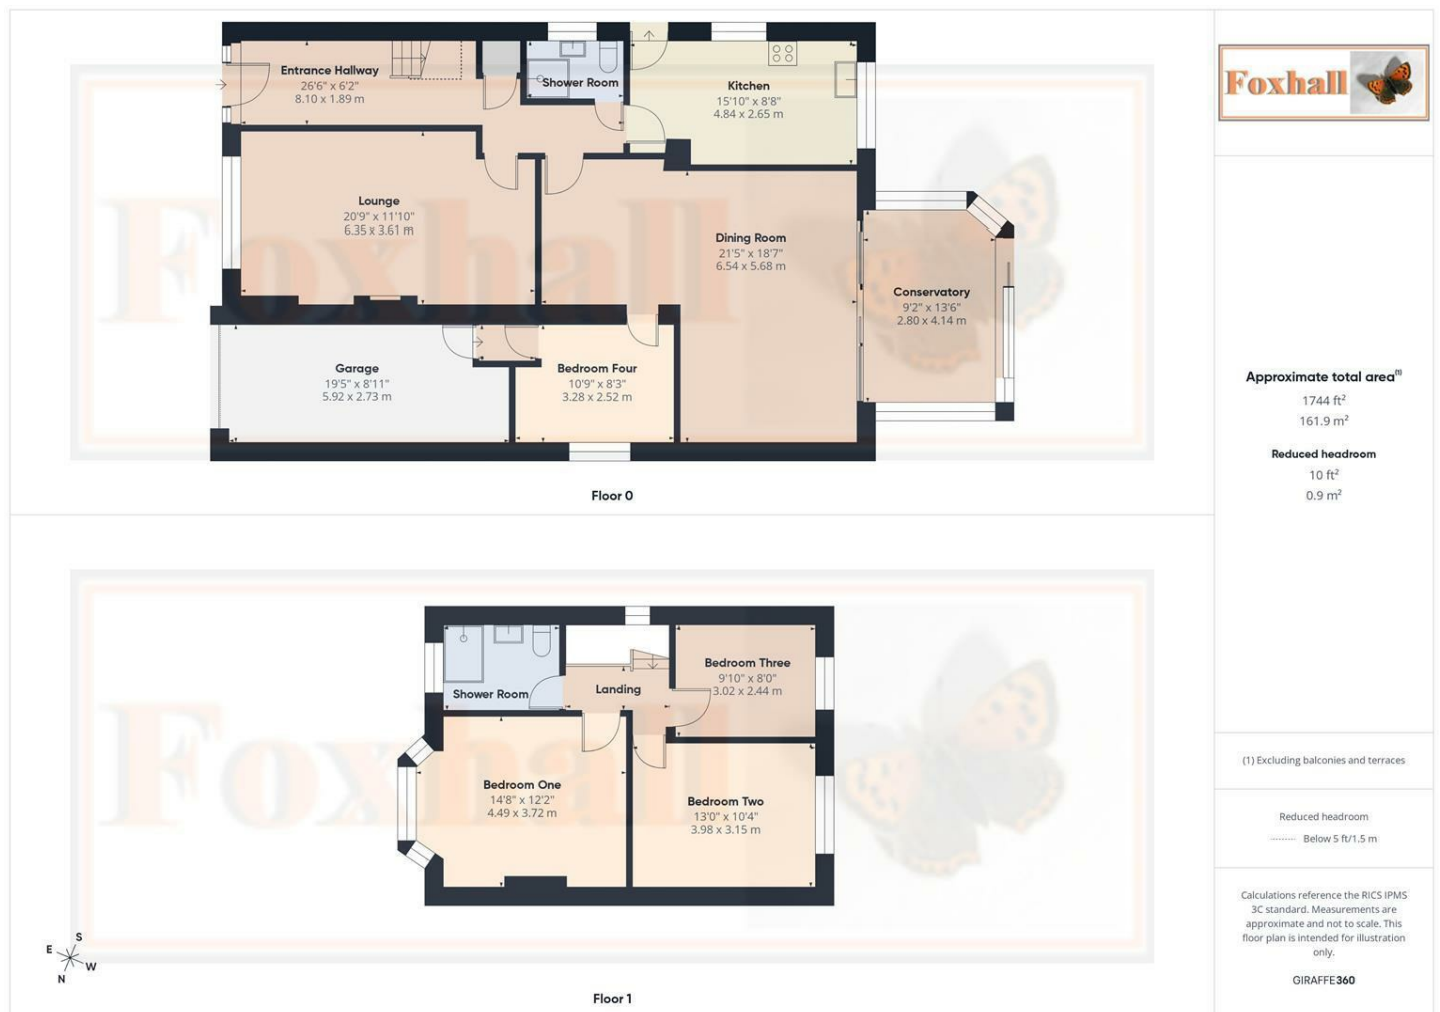 Entrance Hallway
26'6" x 6'2"
8.10 x 1.89 m
Shower Room
Kitchen
15'10" x 8'8"
4.84 x 2.65 m
Lounge
20'9" x 11'10"
6.35 x 3.61 m
Dining Room
21'5" x 18'7"
6.54 x 5.68 m
Conservatory
9'2" x 13'6"
2.80 x 4.14 m
Garage
19'5" x 8'11"
5.92 x 2.73 m
Bedroom Four
10'9" x 8'3"
3.28 x 2.52 m
Foxhall
Floor 0
Shower Room
Landing
Bedroom Three
9'10" x 8'0"
3.02 x 2.44 m
Bedroom One
14'8" x 12'2"
4.49 x 3.72 m
Bedroom Two
13'0" x 10'4"
3.98 x 3.15 m
Foxhall
S
E
W
N
Floor 1
Foxhall
Approximate total area(1)
1744 ft²
161.9 m²
Reduced headroom
10 ft²
0.9 m²
(1) Excluding balconies and terraces
Reduced headroom
Below 5 ft/1.5 m
Calculations reference the RICS IPMS
3C standard. Measurements are
approximate and not to scale. This
floor plan is intended for illustration
only.
GIRAFFE360